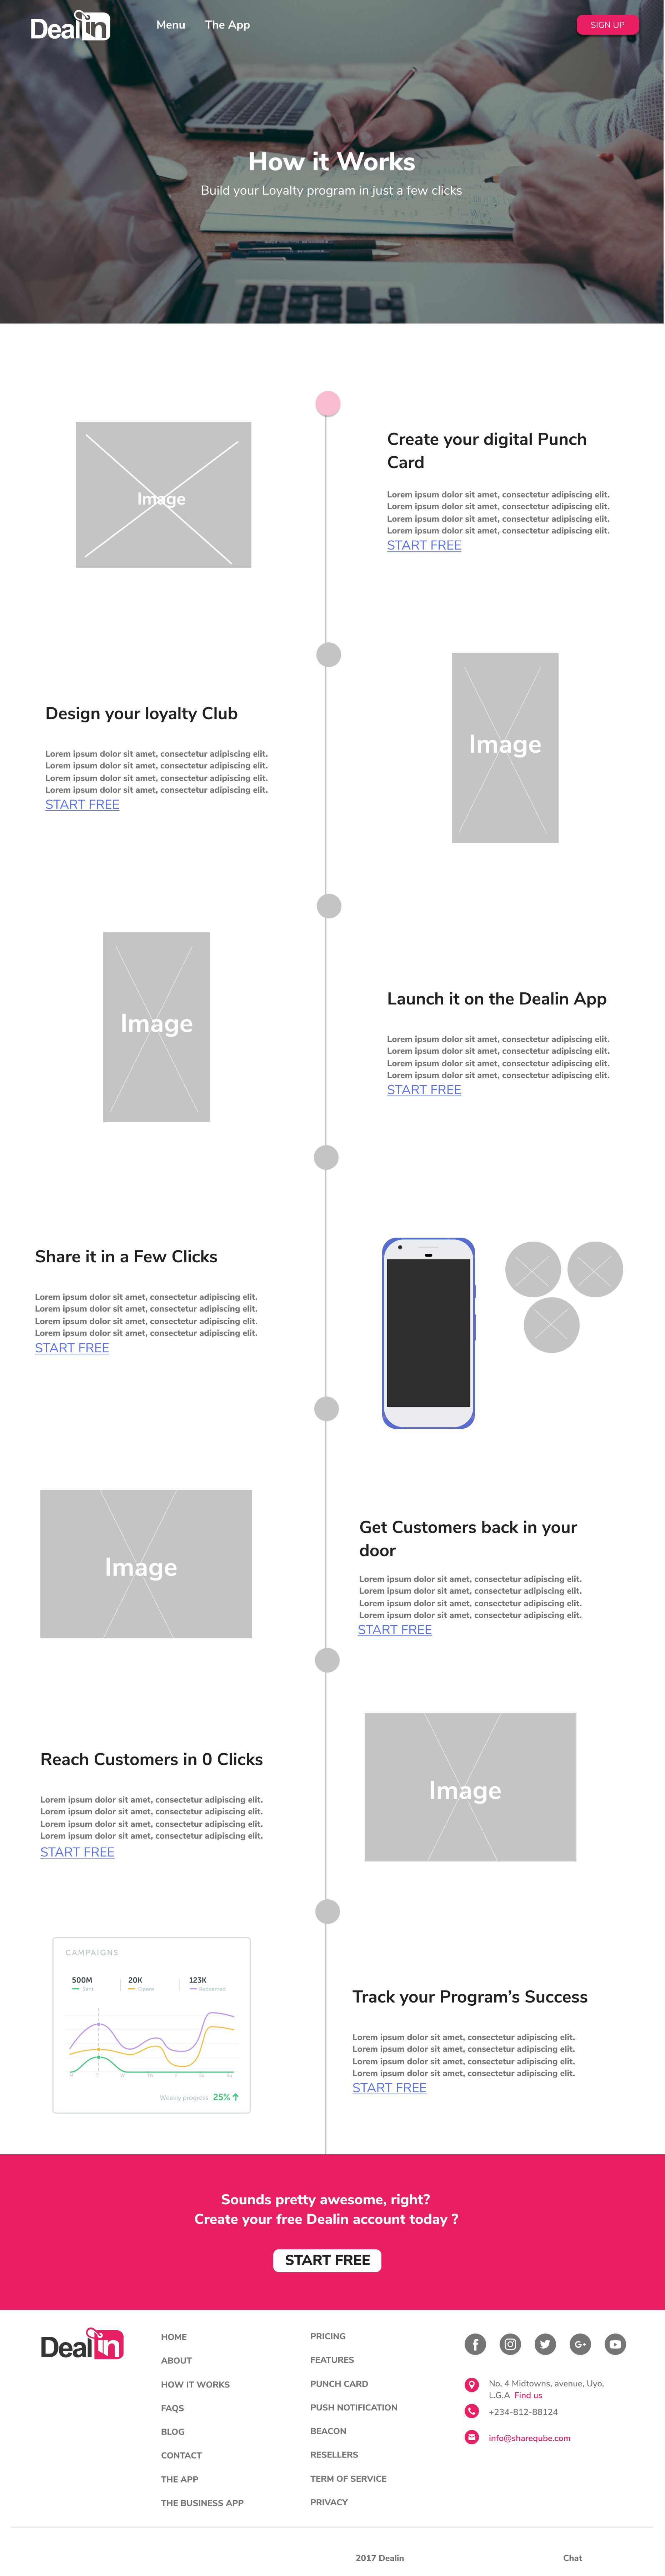 Dealin
Menu The App
SIGN UP
How it Works
Build your Loyalty program in just a few clicks
Image
Create your digital Punch
Card
Lorem ipsum dolor sit amet, consectetur adipiscing elit.
Lorem ipsum dolor sit amet, consectetur adipiscing elit.
Lorem ipsum dolor sit amet, consectetur adipiscing elit.
Lorem ipsum dolor sit amet, consectetur adipiscing elit.
START FREE
Design your loyalty Club
Lorem ipsum dolor sit amet, consectetur adipiscing elit.
Lorem ipsum dolor sit amet, consectetur adipiscing elit.
Lorem ipsum dolor sit amet, consectetur adipiscing elit.
Lorem ipsum dolor sit amet, consectetur adipiscing elit.
START FREE
Image
Image
Launch it on the Dealin App
Lorem ipsum dolor sit amet, consectetur adipiscing elit.
Lorem ipsum dolor sit amet, consectetur adipiscing elit.
Lorem ipsum dolor sit amet, consectetur adipiscing elit.
Lorem ipsum dolor sit amet, consectetur adipiscing elit.
START FREE
Share it in a Few Clicks
Lorem ipsum dolor sit amet, consectetur adipiscing elit.
Lorem ipsum dolor sit amet, consectetur adipiscing elit.
Lorem ipsum dolor sit amet, consectetur adipiscing elit.
Lorem ipsum dolor sit amet, consectetur adipiscing elit.
START FREE
Image
Get Customers back in your
door
Lorem ipsum dolor sit amet, consectetur adipiscing elit.
Lorem ipsum dolor sit amet, consectetur adipiscing elit.
Lorem ipsum dolor sit amet, consectetur adipiscing elit.
Lorem ipsum dolor sit amet, consectetur adipiscing elit.
START FREE
Reach Customers in 0 Clicks
Lorem ipsum dolor sit amet, consectetur adipiscing elit.
Lorem ipsum dolor sit amet, consectetur adipiscing elit.
Lorem ipsum dolor sit amet, consectetur adipiscing elit.
Lorem ipsum dolor sit amet, consectetur adipiscing elit.
START FREE
Image
CAMPAIGNS
500M 20K 123K
Sent Opens Redeemed
M T W Th F Sa Su
Weekly progress 25%
Track your Program’s Success
Lorem ipsum dolor sit amet, consectetur adipiscing elit.
Lorem ipsum dolor sit amet, consectetur adipiscing elit.
Lorem ipsum dolor sit amet, consectetur adipiscing elit.
Lorem ipsum dolor sit amet, consectetur adipiscing elit.
START FREE
Sounds pretty awesome, right?
Create your free Dealin account today ?
START FREE
Dealin
HOME
ABOUT
HOW IT WORKS
FAQS
BLOG
CONTACT
THE APP
THE BUSINESS APP
PRICING
FEATURES
PUNCH CARD
PUSH NOTIFICATION
BEACON
RESELLERS
TERM OF SERVICE
PRIVACY
No, 4 Midtowns, avenue, Uyo,
L.G.A Find us
+234-812-88124
info@shareqube.com
2017 Dealin
Chat